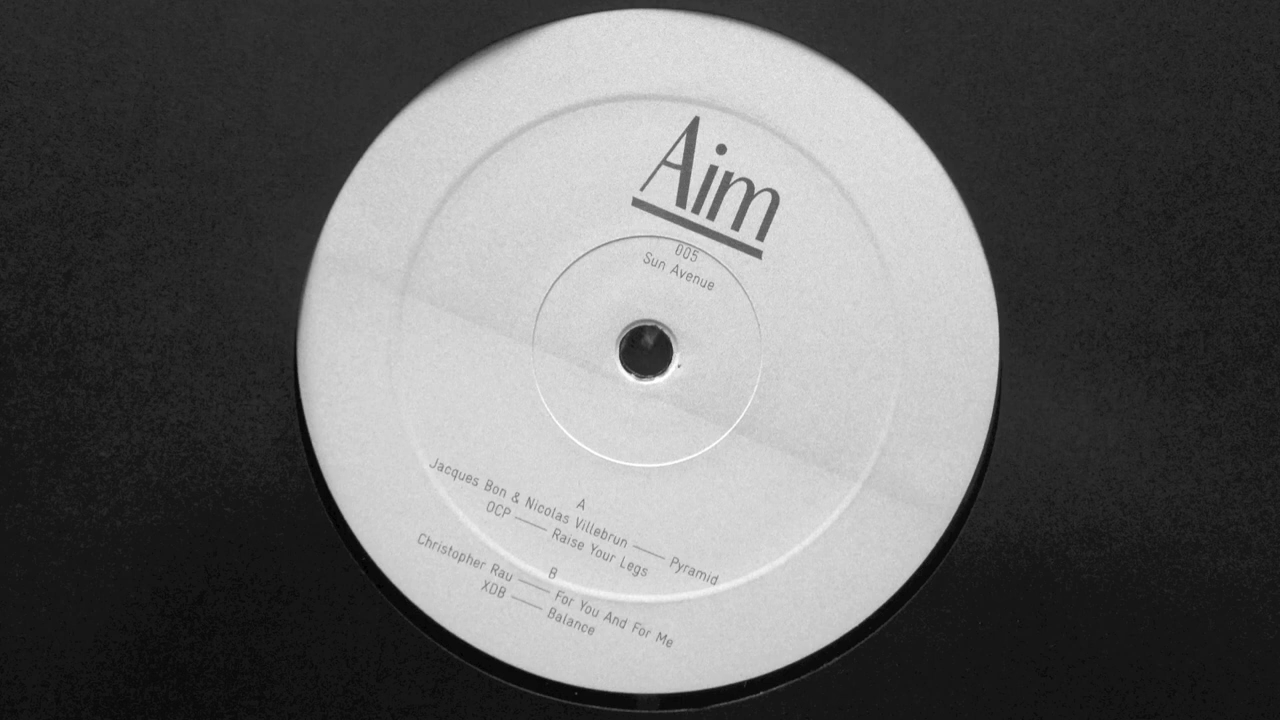 Aim
005
Sun Avenue
A
Jacques Bon & Nicolas Villebrun — Pyramid
OCP — Raise Your Legs
B
Christopher Rau — For You And For Me
XDB — Balance